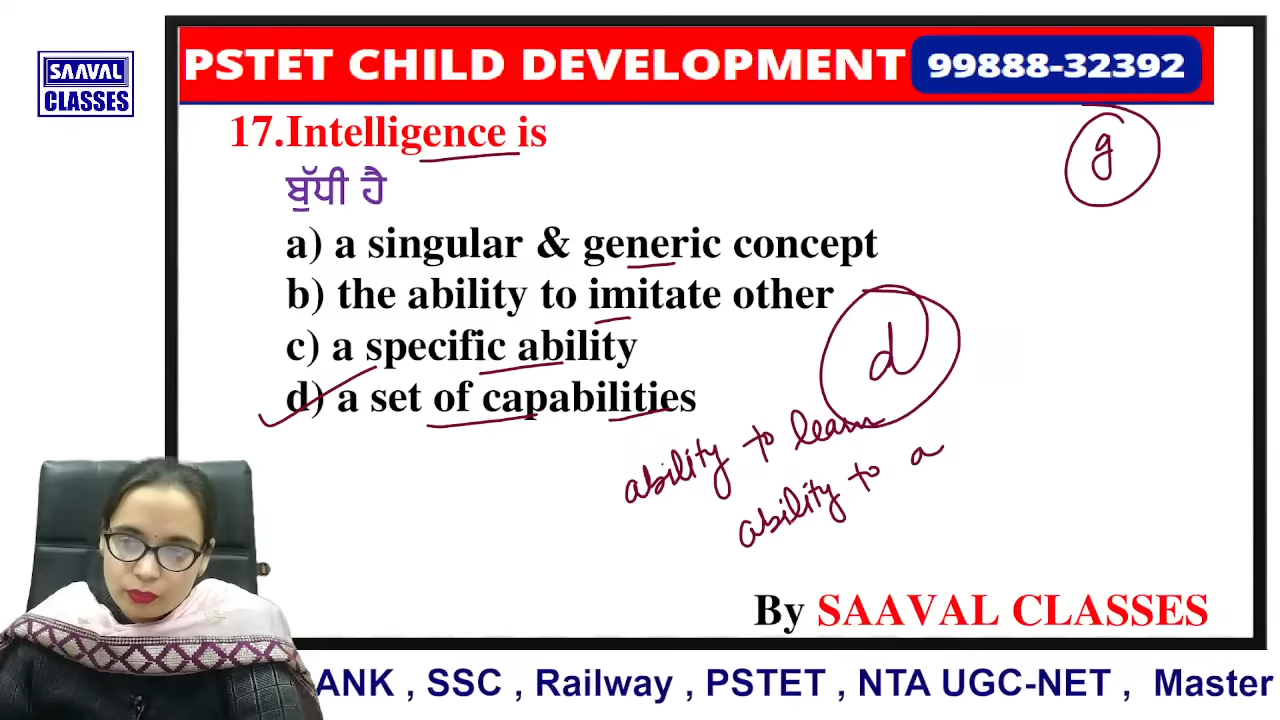 SAAVAL
CLASSES
PSTET CHILD DEVELOPMENT 99888-32392
17.Intelligence is
ਬੁੱਧੀ ਹੈ
g
a) a singular & generic concept
b) the ability to imitate other
c) a specific ability
d) a set of capabilities
d
ability to learn
ability to a
By SAAVAL CLASSES
ANK , SSC , Railway , PSTET , NTA UGC-NET , Master